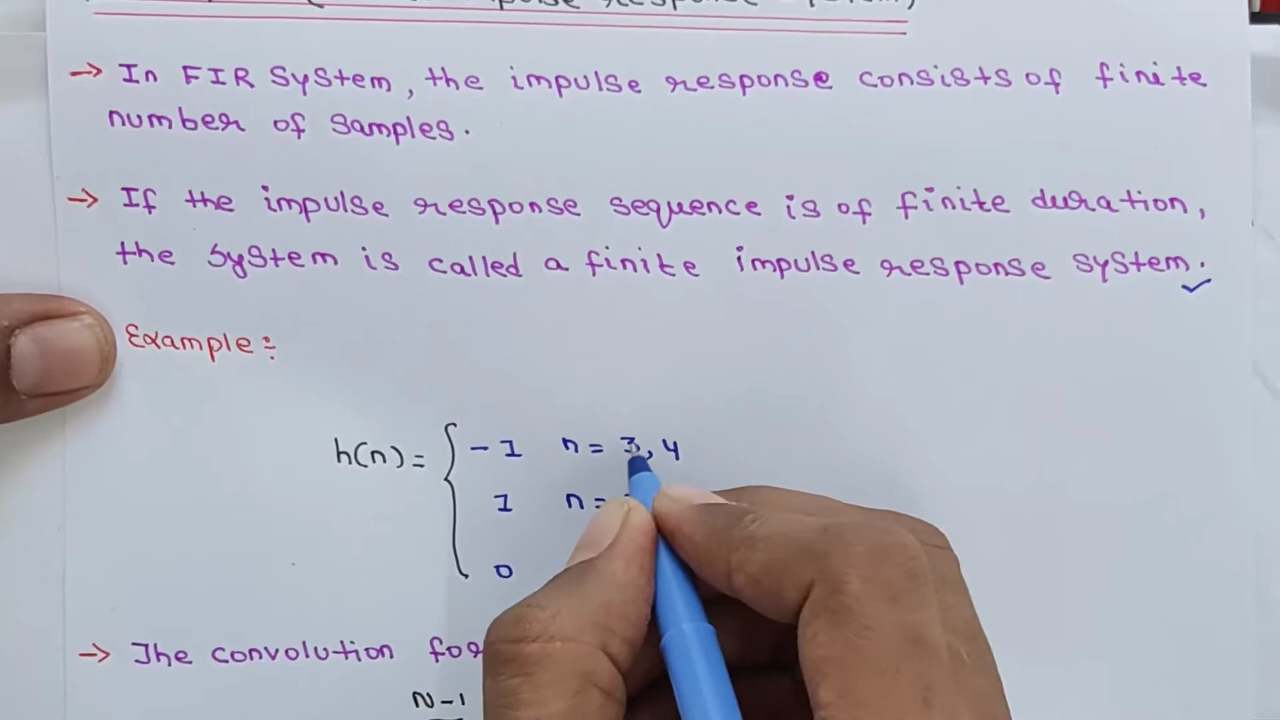 → In FIR System, the impulse response consists of finite
number of samples.
→ If the impulse response sequence is of finite duration,
the system is called a finite impulse response system.
Example:
h(n) = { -1 n = 3, 4
1 n =
0
→ The convolution for
N-1